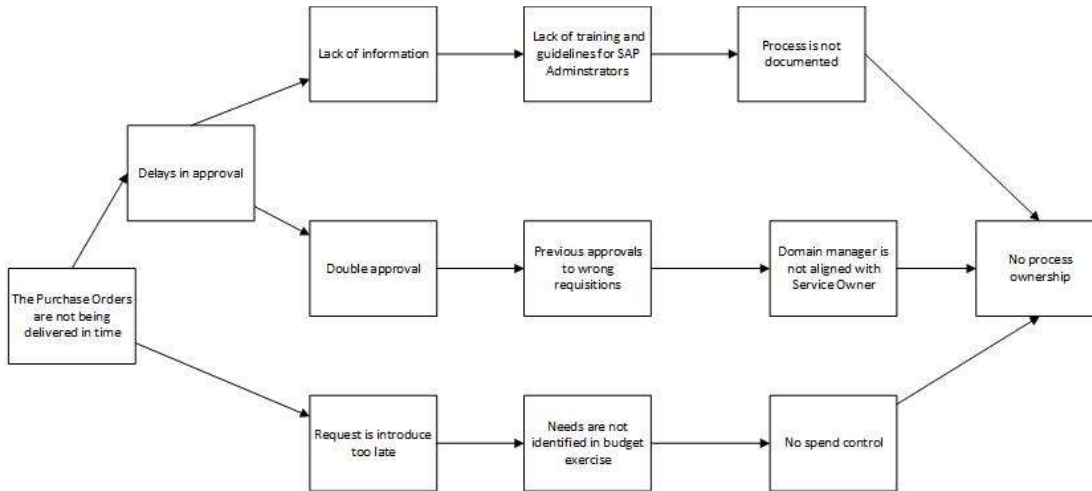 Lack of information
Lack of training and
guidelines for SAP
Adminstrators
Process is not
documented
Delays in approval
Double approval
Previous approvals
to wrong
requisitions
Domain manager is
not aligned with
Service Owner
No process
ownership
The Purchase Orders
are not being
delivered in time
Request is introduce
too late
Needs are not
identified in budget
exercise
No spend control